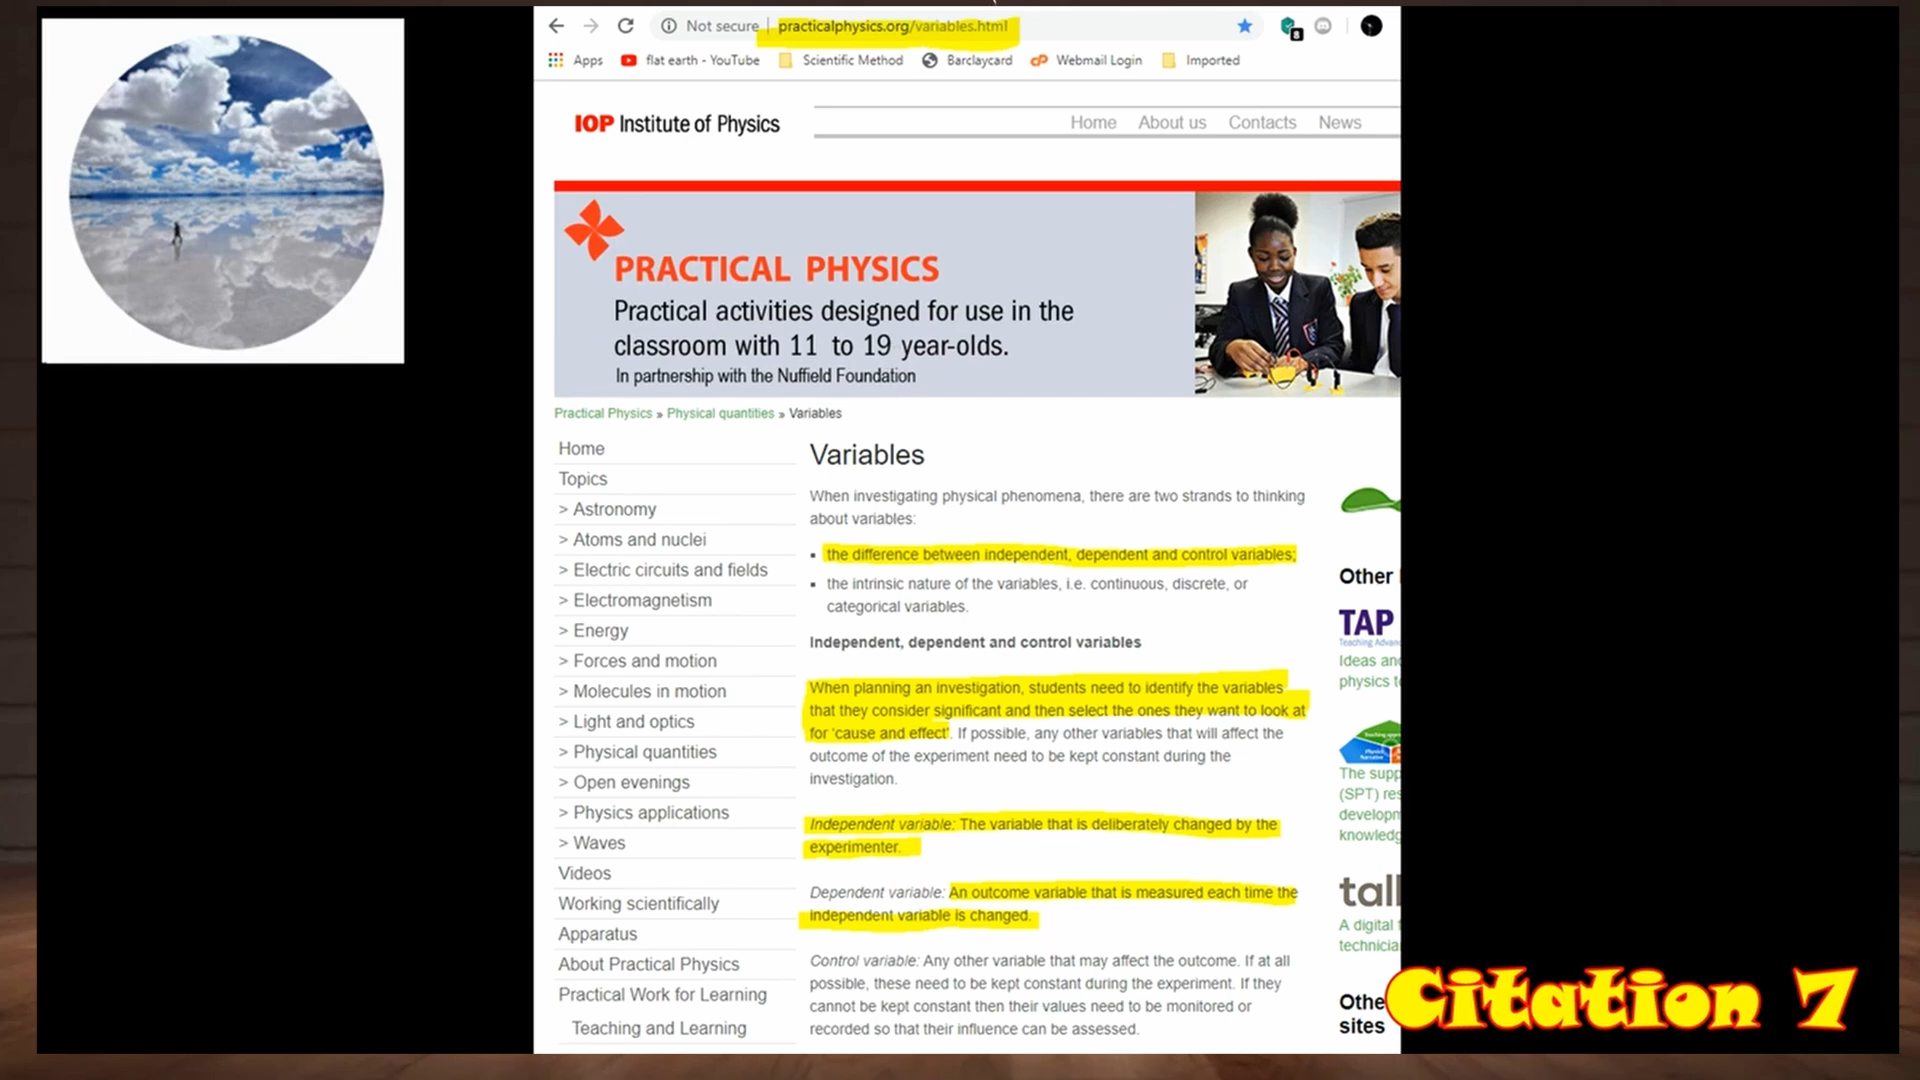 Not secure | practicalphysics.org/variables.html
8
Apps flat earth - YouTube Scientific Method Barclaycard Webmail Login Imported
IOP Institute of Physics
Home About us Contacts News
PRACTICAL PHYSICS
Practical activities designed for use in the
classroom with 11 to 19 year-olds.
In partnership with the Nuffield Foundation
Practical Physics » Physical quantities » Variables
Home
Topics
> Astronomy
> Atoms and nuclei
> Electric circuits and fields
> Electromagnetism
> Energy
> Forces and motion
> Molecules in motion
> Light and optics
> Physical quantities
> Open evenings
> Physics applications
> Waves
Videos
Working scientifically
Apparatus
About Practical Physics
Practical Work for Learning
Teaching and Learning
Variables
When investigating physical phenomena, there are two strands to thinking
about variables:
▪ the difference between independent, dependent and control variables;
▪ the intrinsic nature of the variables, i.e. continuous, discrete, or
categorical variables.
Independent, dependent and control variables
When planning an investigation, students need to identify the variables
that they consider significant and then select the ones they want to look at
for 'cause and effect'. If possible, any other variables that will affect the
outcome of the experiment need to be kept constant during the
investigation.
Independent variable: The variable that is deliberately changed by the
experimenter.
Dependent variable: An outcome variable that is measured each time the
independent variable is changed.
Control variable: Any other variable that may affect the outcome. If at all
possible, these need to be kept constant during the experiment. If they
cannot be kept constant then their values need to be monitored or
recorded so that their influence can be assessed.
Other
TAP
Teaching
Ideas
physics
The
(SPT)
tall
A digital
Othe
sites
Citation 7